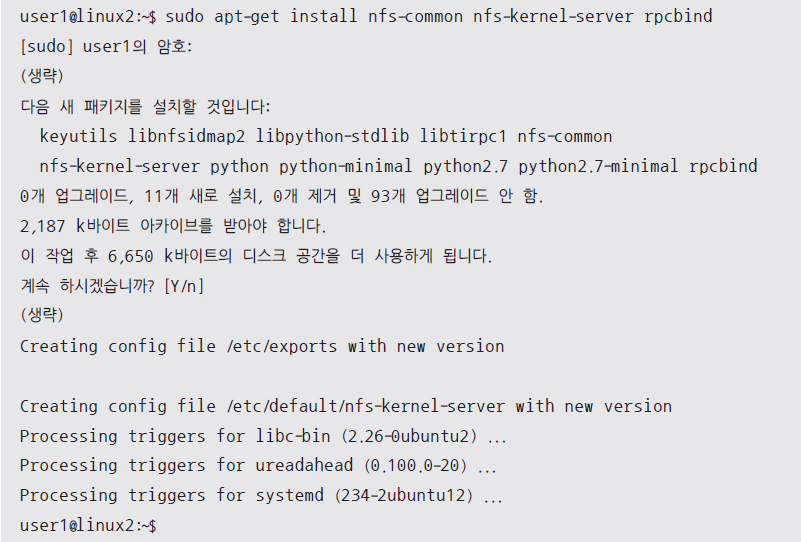 user1@linux2:~$ sudo apt-get install nfs-common nfs-kernel-server rpcbind
[sudo] user1의 암호:
(생략)
다음 새 패키지를 설치할 것입니다:
keyutils libnfsidmap2 libpython-stdlib libtirpc1 nfs-common
nfs-kernel-server python python-minimal python2.7 python2.7-minimal rpcbind
0개 업그레이드, 11개 새로 설치, 0개 제거 및 93개 업그레이드 안 함.
2,187 k바이트 아카이브를 받아야 합니다.
이 작업 후 6,650 k바이트의 디스크 공간을 더 사용하게 됩니다.
계속 하시겠습니까? [Y/n]
(생략)
Creating config file /etc/exports with new version
Creating config file /etc/default/nfs-kernel-server with new version
Processing triggers for libc-bin (2.26-0ubuntu2) ...
Processing triggers for ureadahead (0.100.0-20) ...
Processing triggers for systemd (234-2ubuntu12) ...
user1@linux2:~$